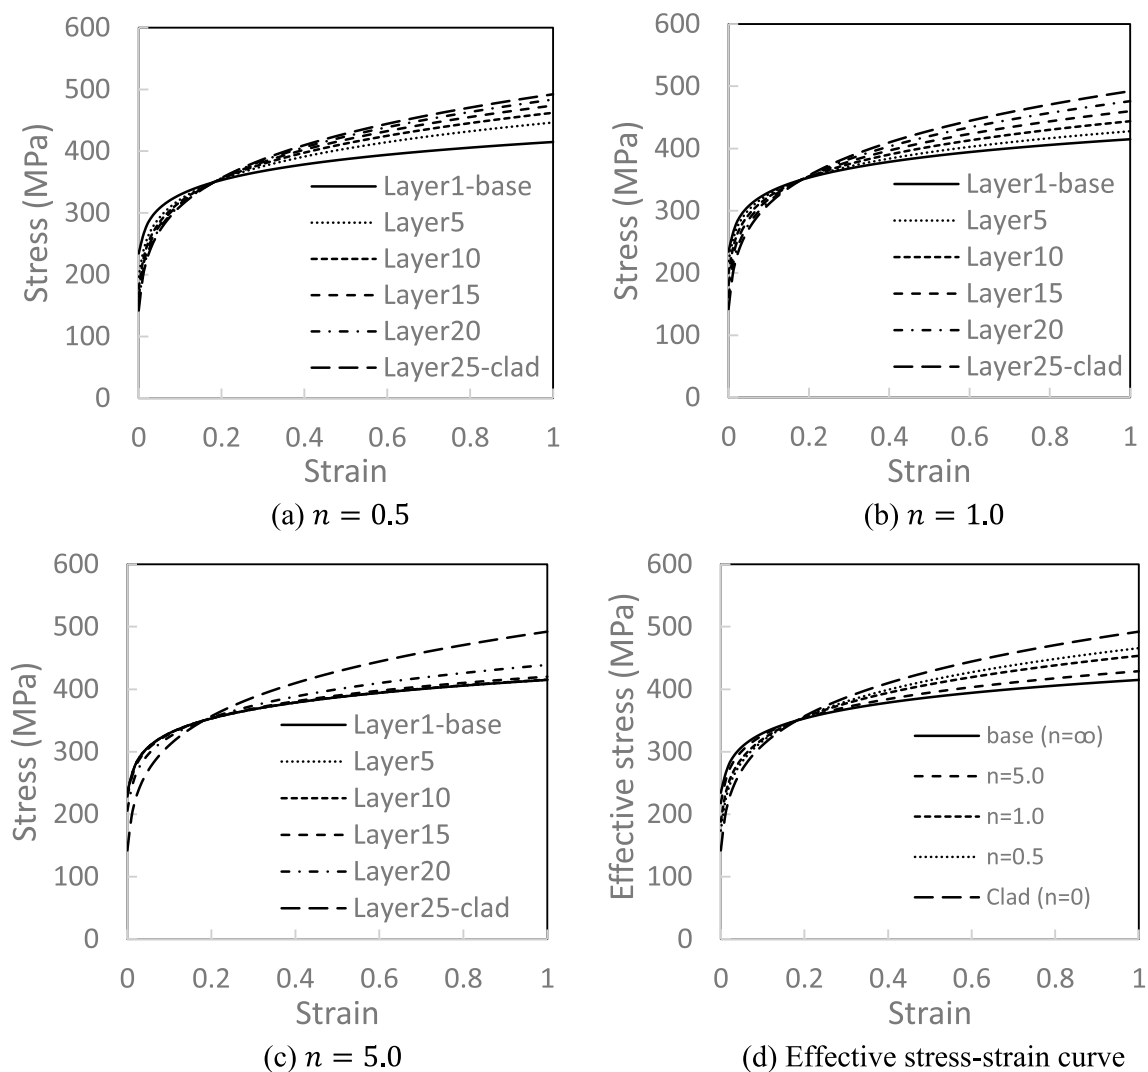 600
500
400
300
200
100
0
Stress (MPa)
Layer1-base
Layer5
Layer10
Layer15
Layer20
Layer25-clad
0 0.2 0.4 0.6 0.8 1
Strain
(a) n = 0.5
600
500
400
300
200
100
0
Stress (MPa)
Layer1-base
Layer5
Layer10
Layer15
Layer20
Layer25-clad
0 0.2 0.4 0.6 0.8 1
Strain
(b) n = 1.0
600
500
400
300
200
100
0
Stress (MPa)
Layer1-base
Layer5
Layer10
Layer15
Layer20
Layer25-clad
0 0.2 0.4 0.6 0.8 1
Strain
(c) n = 5.0
600
500
400
300
200
100
0
Effective stress (MPa)
base (n=∞)
n=5.0
n=1.0
n=0.5
Clad (n=0)
0 0.2 0.4 0.6 0.8 1
Strain
(d) Effective stress-strain curve